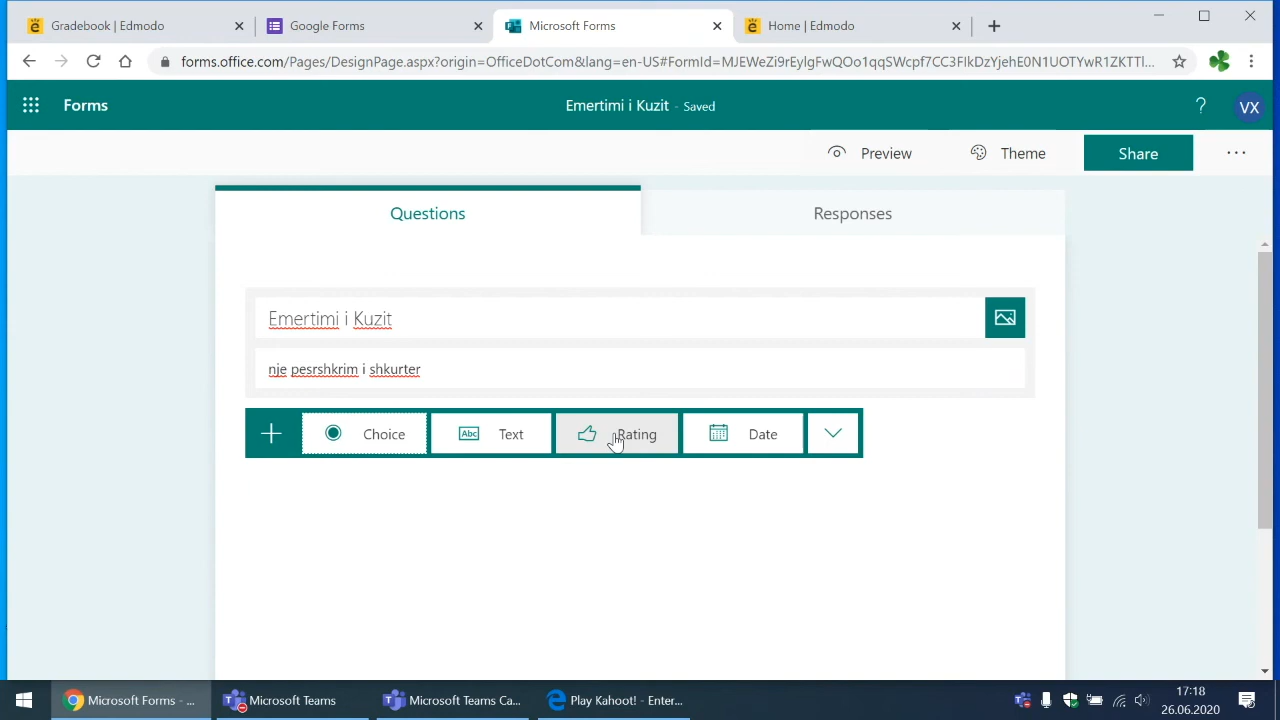 Gradebook | Edmodo
Google Forms
Microsoft Forms
Home | Edmodo
forms.office.com/Pages/DesignPage.aspx?origin=OfficeDotCom&lang=en-US#FormId=MJEWeZi9rEylgFwQOo1qqSWcpf7CC3FIkDzYjehE0N1UOTYwR1ZKTTl...
Forms
Emertimi i Kuzit - Saved
?
VX
Preview
Theme
Share
...
Questions
Responses
Emertimi i Kuzit
nje pesrshkrim i shkurter
Choice
Abc Text
Rating
Date
Microsoft Forms - ...
Microsoft Teams
Microsoft Teams Ca...
Play Kahoot! - Enter...
17:18
26.06.2020